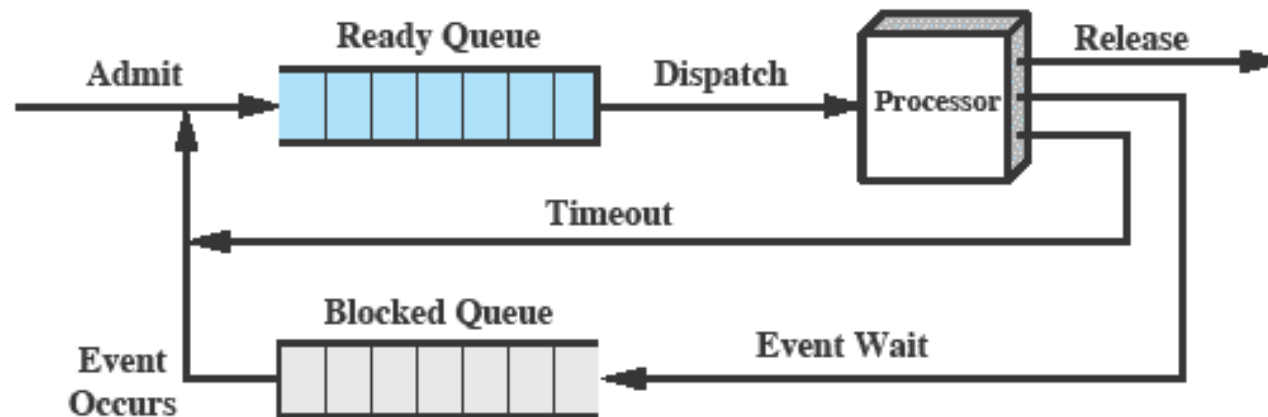 Ready Queue
Admit
Dispatch
Processor
Release
Timeout
Blocked Queue
Event Wait
Event
Occurs